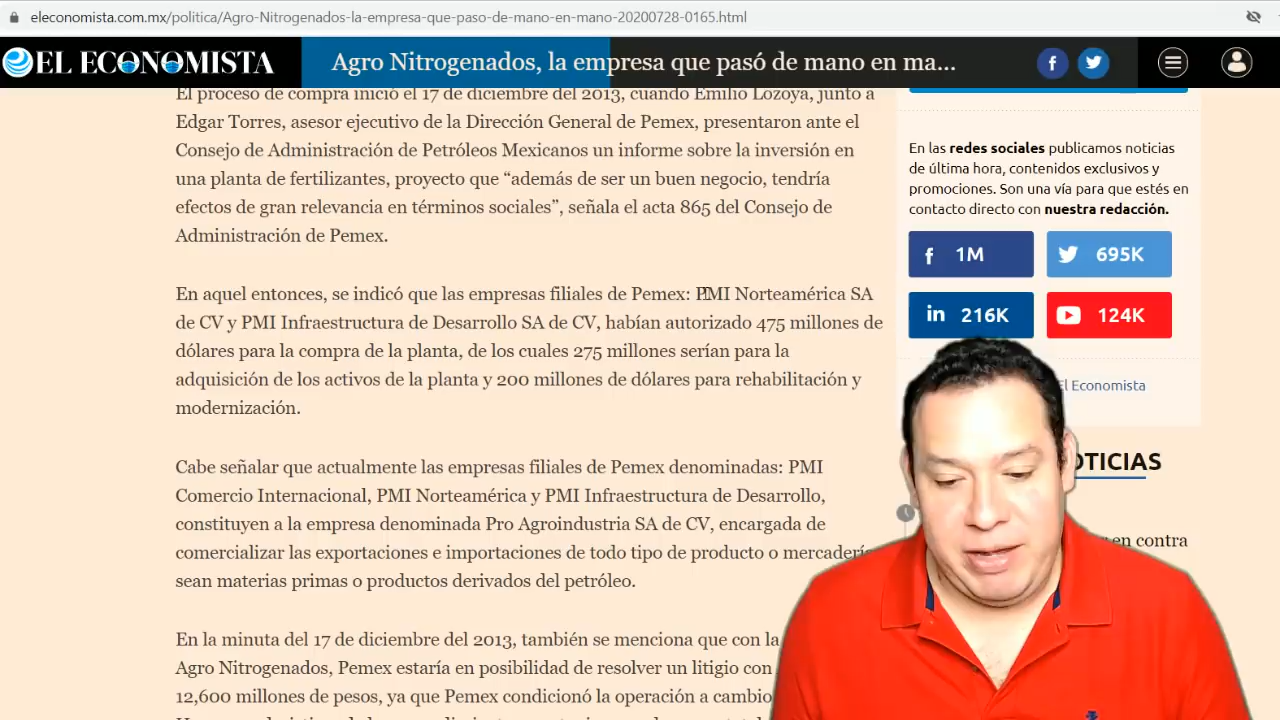 eleconomista.com.mx/politica/Agro-Nitrogenados-la-empresa-que-paso-de-mano-en-mano-20200728-0165.html
EL ECONOMISTA
Agro Nitrogenados, la empresa que pasó de mano en ma...
El proceso de compra inició el 17 de diciembre del 2013, cuando Emilio Lozoya, junto a
Edgar Torres, asesor ejecutivo de la Dirección General de Pemex, presentaron ante el
Consejo de Administración de Petróleos Mexicanos un informe sobre la inversión en
una planta de fertilizantes, proyecto que “además de ser un buen negocio, tendría
efectos de gran relevancia en términos sociales”, señala el acta 865 del Consejo de
Administración de Pemex.
En aquel entonces, se indicó que las empresas filiales de Pemex: PMI Norteamérica SA
de CV y PMI Infraestructura de Desarrollo SA de CV, habían autorizado 475 millones de
dólares para la compra de la planta, de los cuales 275 millones serían para la
adquisición de los activos de la planta y 200 millones de dólares para rehabilitación y
modernización.
Cabe señalar que actualmente las empresas filiales de Pemex denominadas: PMI
Comercio Internacional, PMI Norteamérica y PMI Infraestructura de Desarrollo,
constituyen a la empresa denominada Pro Agroindustria SA de CV, encargada de
comercializar las exportaciones e importaciones de todo tipo de producto o mercadería
sean materias primas o productos derivados del petróleo.
En la minuta del 17 de diciembre del 2013, también se menciona que con la
Agro Nitrogenados, Pemex estaría en posibilidad de resolver un litigio con
12,600 millones de pesos, ya que Pemex condicionó la operación a cambio
En las redes sociales publicamos noticias
de última hora, contenidos exclusivos y
promociones. Son una vía para que estés en
contacto directo con nuestra redacción.
1M
695K
216K
124K
El Economista
OTICIAS
en contra